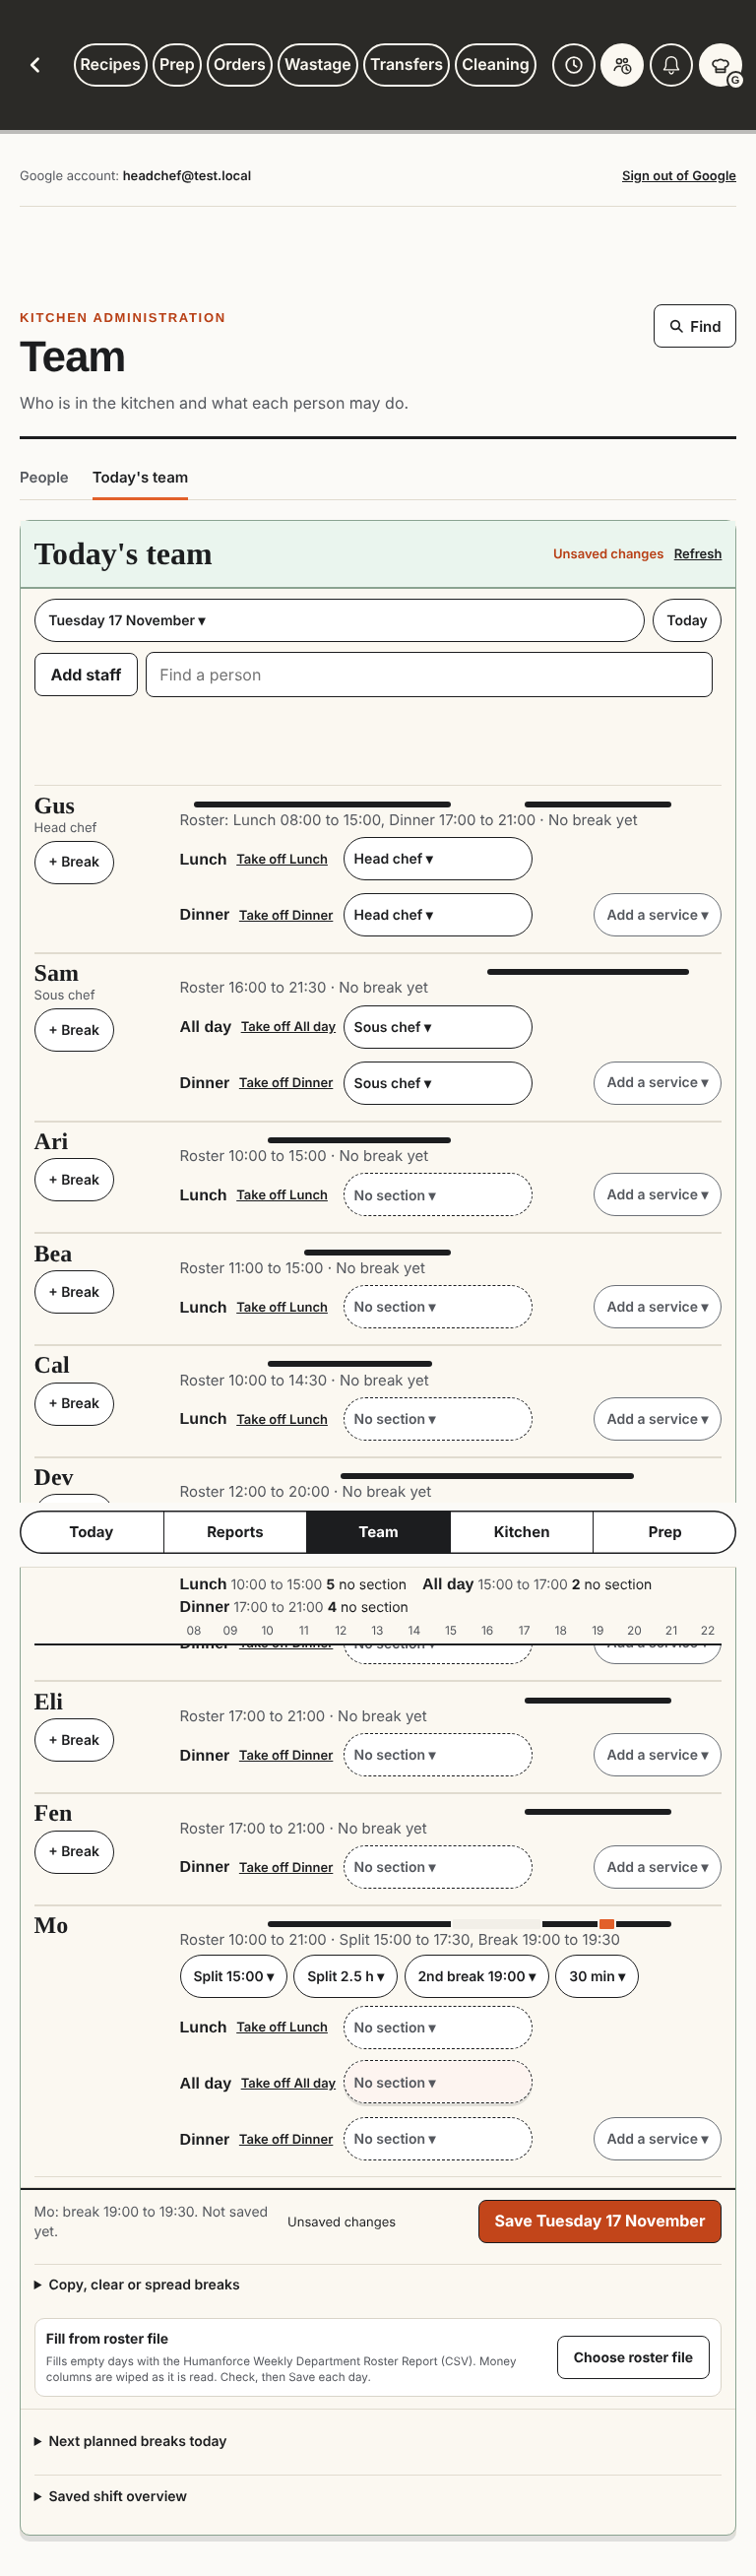 Recipes Prep Orders Wastage Transfers Cleaning G
Google account: headchef@test.local Sign out of Google
KITCHEN ADMINISTRATION
Find
Team
Who is in the kitchen and what each person may do.
People Today's team
Today's team Unsaved changes Refresh
Tuesday 17 November ▾ Today
Add staff Find a person
Gus
Head chef
+ Break
Roster: Lunch 08:00 to 15:00, Dinner 17:00 to 21:00 · No break yet
Lunch Take off Lunch Head chef ▾
Dinner Take off Dinner Head chef ▾ Add a service ▾
Sam
Sous chef
+ Break
Roster 16:00 to 21:30 · No break yet
All day Take off All day Sous chef ▾
Dinner Take off Dinner Sous chef ▾ Add a service ▾
Ari
+ Break
Roster 10:00 to 15:00 · No break yet
Lunch Take off Lunch No section ▾ Add a service ▾
Bea
+ Break
Roster 11:00 to 15:00 · No break yet
Lunch Take off Lunch No section ▾ Add a service ▾
Cal
+ Break
Roster 10:00 to 14:30 · No break yet
Lunch Take off Lunch No section ▾ Add a service ▾
Dev
Roster 12:00 to 20:00 · No break yet
Today Reports Team Kitchen Prep
Lunch 10:00 to 15:00 5 no section All day 15:00 to 17:00 2 no section
Dinner 17:00 to 21:00 4 no section
08 09 10 11 12 13 14 15 16 17 18 19 20 21 22
Eli
+ Break
Roster 17:00 to 21:00 · No break yet
Dinner Take off Dinner No section ▾ Add a service ▾
Fen
+ Break
Roster 17:00 to 21:00 · No break yet
Dinner Take off Dinner No section ▾ Add a service ▾
Mo
Roster 10:00 to 21:00 · Split 15:00 to 17:30, Break 19:00 to 19:30
Split 15:00 ▾ Split 2.5 h ▾ 2nd break 19:00 ▾ 30 min ▾
Lunch Take off Lunch No section ▾
All day Take off All day No section ▾
Dinner Take off Dinner No section ▾ Add a service ▾
Mo: break 19:00 to 19:30. Not saved
yet.
Unsaved changes
Save Tuesday 17 November
▶ Copy, clear or spread breaks
Fill from roster file
Fills empty days with the Humanforce Weekly Department Roster Report (CSV). Money
columns are wiped as it is read. Check, then Save each day.
Choose roster file
▶ Next planned breaks today
▶ Saved shift overview